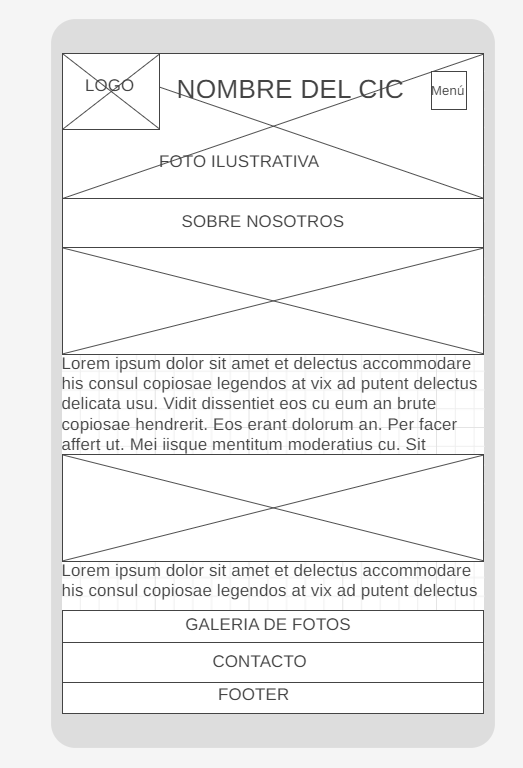 LOGO
NOMBRE DEL CIC
Menú
FOTO ILUSTRATIVA
SOBRE NOSOTROS
Lorem ipsum dolor sit amet et delectus accommodare
his consul copiosae legendos at vix ad putent delectus
delicata usu. Vidit dissentiet eos cu eum an brute
copiosae hendrerit. Eos erant dolorum an. Per facer
affert ut. Mei iisque mentitum moderatius cu. Sit
Lorem ipsum dolor sit amet et delectus accommodare
his consul copiosae legendos at vix ad putent delectus
GALERIA DE FOTOS
CONTACTO
FOOTER